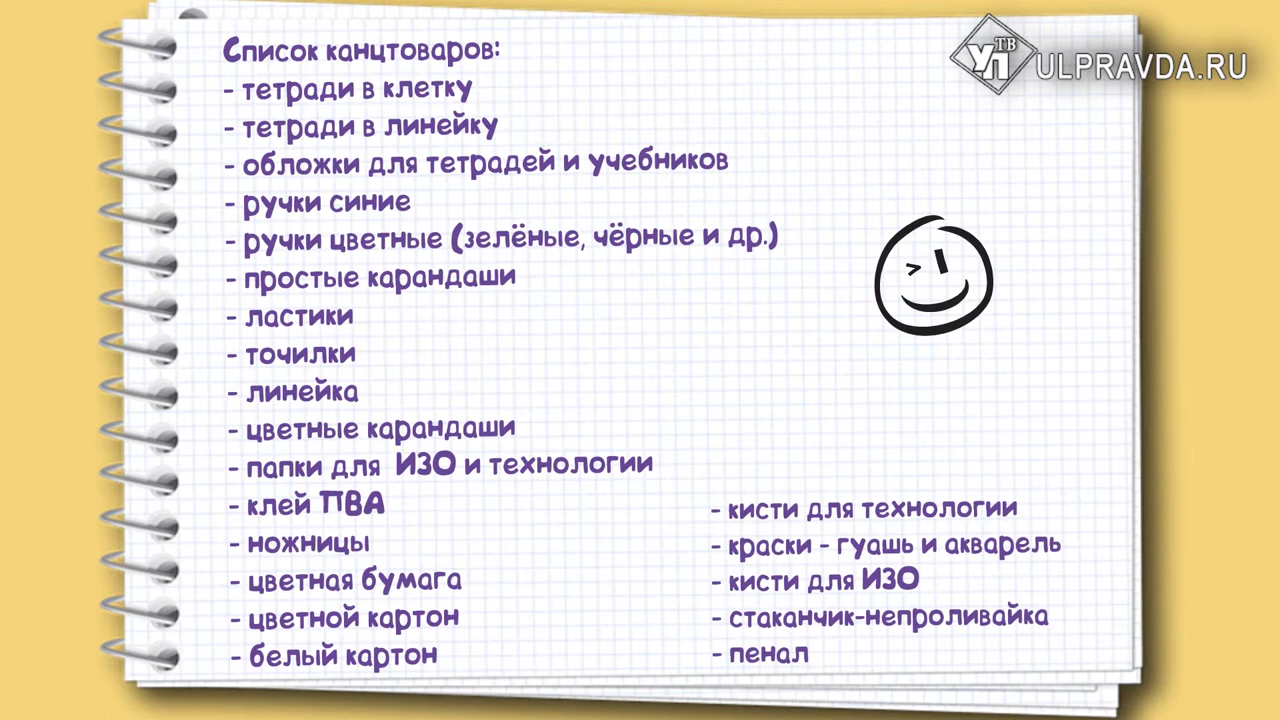 Список канцтоваров:
- тетради в клетку
- тетради в линейку
- обложки для тетрадей и учебников
- ручки синие
- ручки цветные (зелёные, чёрные и др.)
- простые карандаши
- ластики
- точилки
- линейка
- цветные карандаши
- папки для ИЗО и технологии
- клей ПВА
- ножницы
- цветная бумага
- цветной картон
- белый картон
- кисти для технологии
- краски - гуашь и акварель
- кисти для ИЗО
- стаканчик-непроливайка
- пенал
УП ТВ
ULPRAVDA.RU